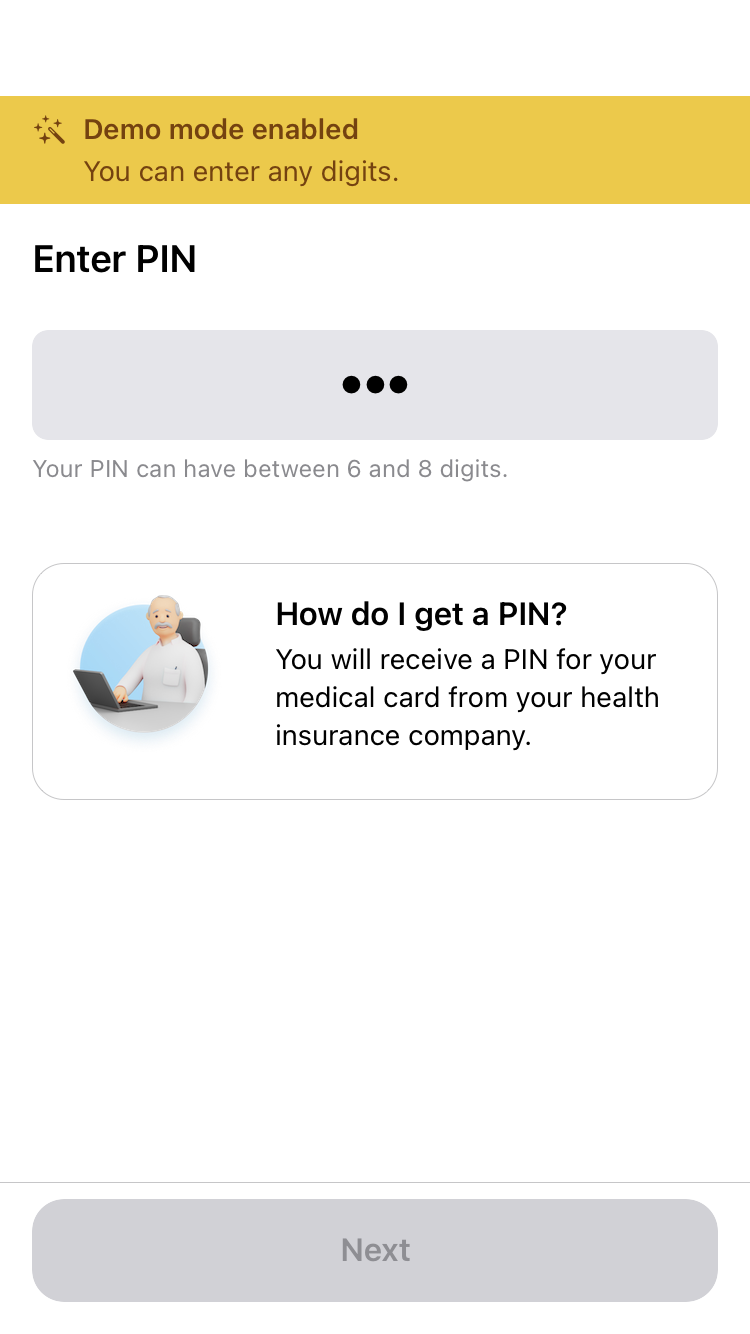 Demo mode enabled
You can enter any digits.
Enter PIN
•••
Your PIN can have between 6 and 8 digits.
How do I get a PIN?
You will receive a PIN for your
medical card from your health
insurance company.
Next